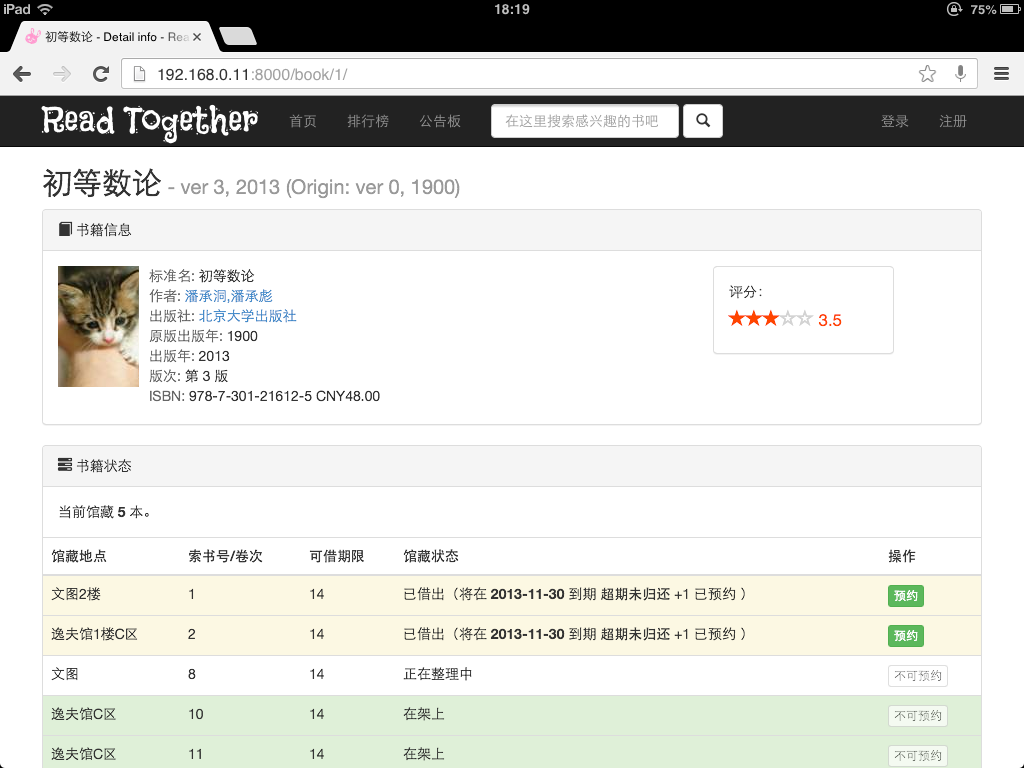 iPad 18:19 75%
初等数论 - Detail info - Rea
192.168.0.11:8000/book/1/
Read Together 首页 排行榜 公告板 在这里搜索感兴趣的书吧 登录 注册
初等数论 - ver 3, 2013 (Origin: ver 0, 1900)
书籍信息
标准名: 初等数论
作者: 潘承洞,潘承彪
出版社: 北京大学出版社
原版出版年: 1900
出版年: 2013
版次: 第 3 版
ISBN: 978-7-301-21612-5 CNY48.00
评分:
3.5
书籍状态
当前馆藏 5 本。
馆藏地点 索书号/卷次 可借期限 馆藏状态 操作
文图2楼 1 14 已借出（将在 2013-11-30 到期 超期未归还 +1 已预约 ） 预约
逸夫馆1楼C区 2 14 已借出（将在 2013-11-30 到期 超期未归还 +1 已预约 ） 预约
文图 8 14 正在整理中 不可预约
逸夫馆C区 10 14 在架上 不可预约
逸夫馆C区 11 14 在架上 不可预约